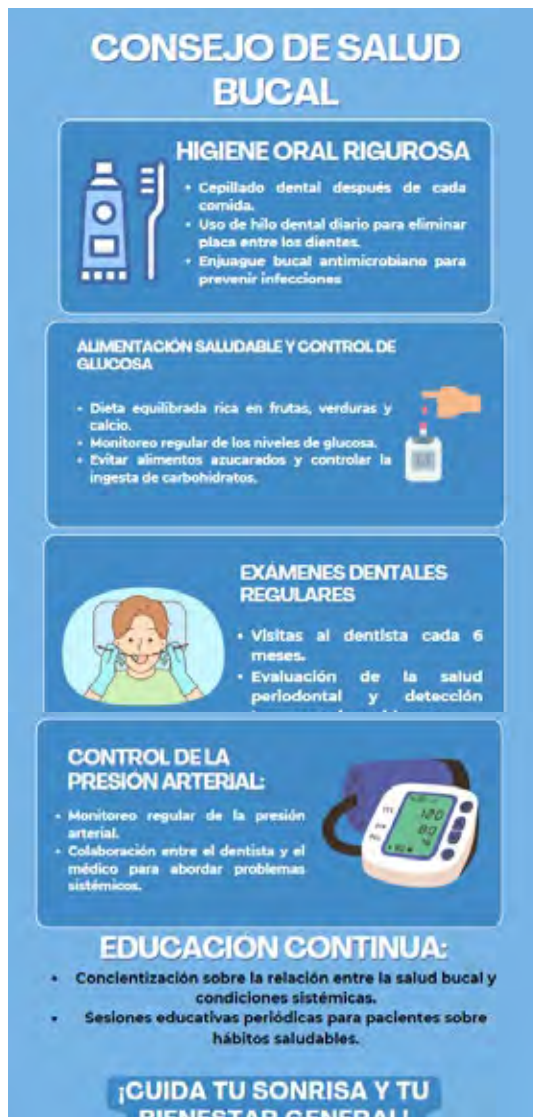 CONSEJO DE SALUD
BUCAL
HIGIENE ORAL RIGUROSA
• Cepillado dental después de cada
comida.
• Uso de hilo dental diario para eliminar
placa entre los dientes.
• Enjuague bucal antimicrobiano para
prevenir infecciones
ALIMENTACIÓN SALUDABLE Y CONTROL DE
GLUCOSA
• Dieta equilibrada rica en frutas, verduras y
calcio.
• Monitoreo regular de los niveles de glucosa.
• Evitar alimentos azucarados y controlar la
ingesta de carbohidratos.
EXÁMENES DENTALES
REGULARES
• Visitas al dentista cada 6
meses.
• Evaluación de la salud
periodontal y detección
CONTROL DE LA
PRESIÓN ARTERIAL:
• Monitoreo regular de la presión
arterial.
• Colaboración entre el dentista y el
médico para abordar problemas
sistémicos.
120
80
EDUCACIÓN CONTINUA:
• Concientización sobre la relación entre la salud bucal y
condiciones sistémicas.
• Sesiones educativas periódicas para pacientes sobre
hábitos saludables.
¡CUIDA TU SONRISA Y TU
BIENESTAR GENERAL!